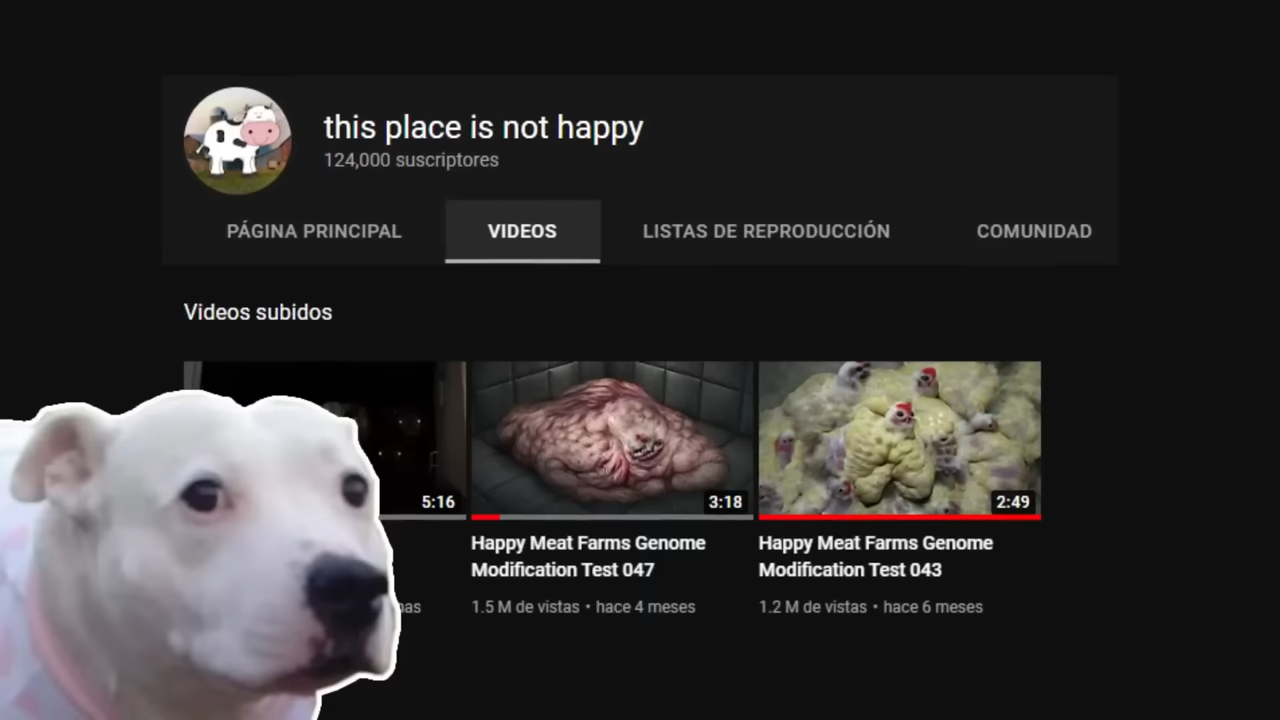 this place is not happy
124,000 suscriptores
PÁGINA PRINCIPAL VIDEOS LISTAS DE REPRODUCCIÓN COMUNIDAD
Videos subidos
5:16 3:18 2:49
Happy Meat Farms Genome
Modification Test 047
1.5 M de vistas • hace 4 meses
Happy Meat Farms Genome
Modification Test 043
1.2 M de vistas • hace 6 meses